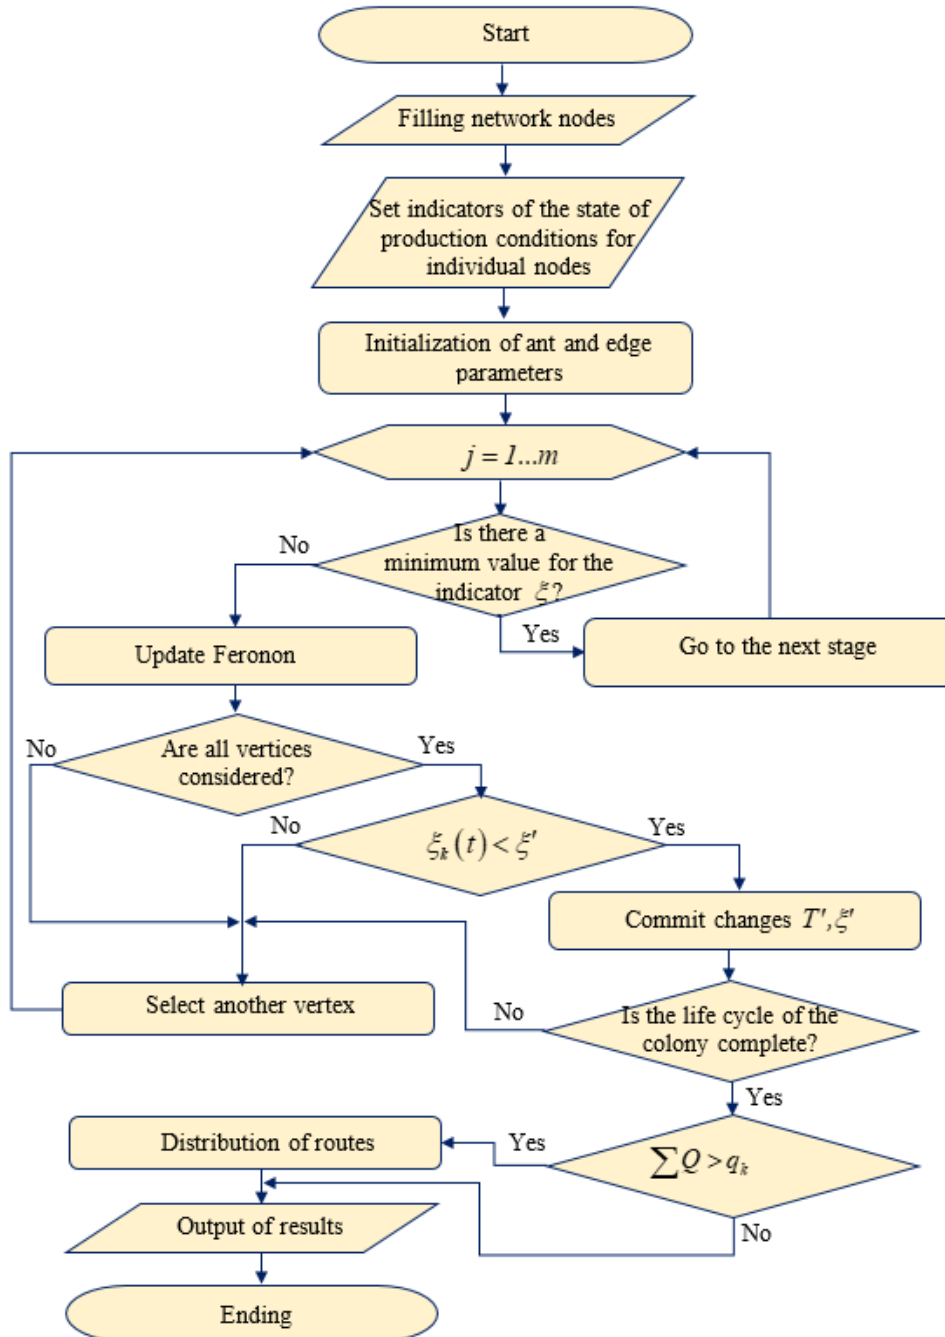 Start
Filling network nodes
Set indicators of the state of
production conditions for
individual nodes
Initialization of ant and edge
parameters
j = 1...m
Is there a
minimum value for the
indicator ξ?
No
Yes
Go to the next stage
Update Feronon
Are all vertices
considered?
No
Yes
ξₖ(t) < ξ′
No
Yes
Commit changes T′,ξ′
Select another vertex
Is the life cycle of the
colony complete?
No
Yes
∑Q > qₖ
Yes
No
Distribution of routes
Output of results
Ending